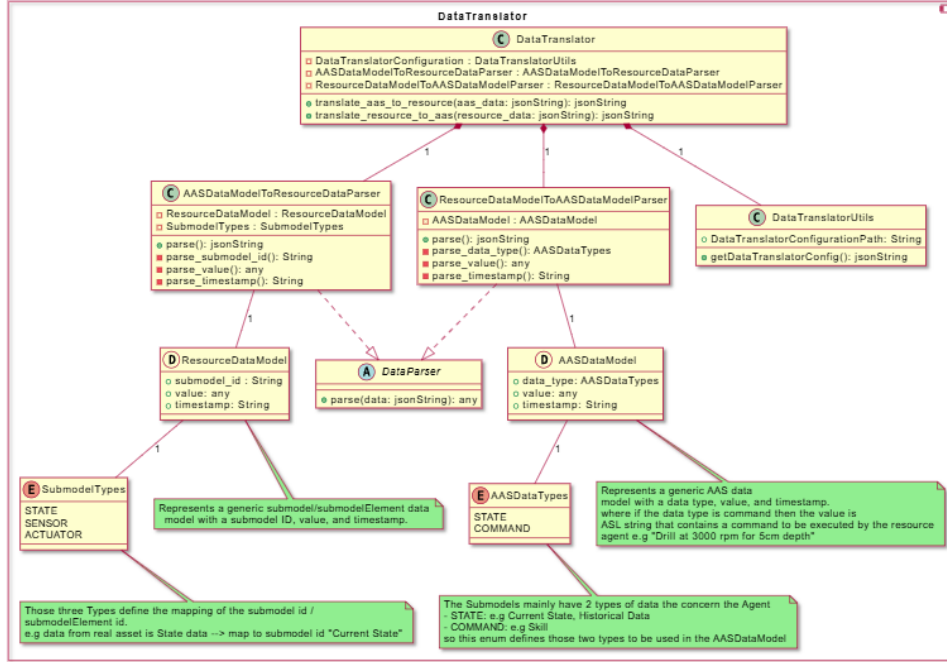 DataTranslator
C DataTranslator
DataTranslatorConfiguration : DataTranslatorUtils
AASDataModelToResourceDataParser : AASDataModelToResourceDataParser
ResourceDataModelToAASDataModelParser : ResourceDataModelToAASDataModelParser
translate_aas_to_resource(aas_data: jsonString): jsonString
translate_resource_to_aas(resource_data: jsonString): jsonString
1
1
1
C AASDataModelToResourceDataParser
ResourceDataModel : ResourceDataModel
SubmodelTypes : SubmodelTypes
parse(): jsonString
parse_submodel_id(): String
parse_value(): any
parse_timestamp(): String
C ResourceDataModelToAASDataModelParser
AASDataModel : AASDataModel
parse(): jsonString
parse_data_type(): AASDataTypes
parse_value(): any
parse_timestamp(): String
C DataTranslatorUtils
DataTranslatorConfigurationPath: String
getDataTranslatorConfig(): jsonString
1
1
D ResourceDataModel
submodel_id : String
value: any
timestamp: String
A DataParser
parse(data: jsonString): any
D AASDataModel
data_type: AASDataTypes
value: any
timestamp: String
1
1
E SubmodelTypes
STATE
SENSOR
ACTUATOR
Represents a generic submodel/submodelElement data
model with a submodel ID, value, and timestamp.
E AASDataTypes
STATE
COMMAND
Represents a generic AAS data
model with a data type, value, and timestamp.
where if the data type is command then the value is
ASL string that contains a command to be executed by the resource
agent e.g "Drill at 3000 rpm for 5cm depth"
Those three Types define the mapping of the submodel id /
submodelElement id.
e.g data from real asset is State data --> map to submodel id "Current State"
The Submodels mainly have 2 types of data the concern the Agent
- STATE: e.g Current State, Historical Data
- COMMAND: e.g Skill
so this enum defines those two types to be used in the AASDataModel